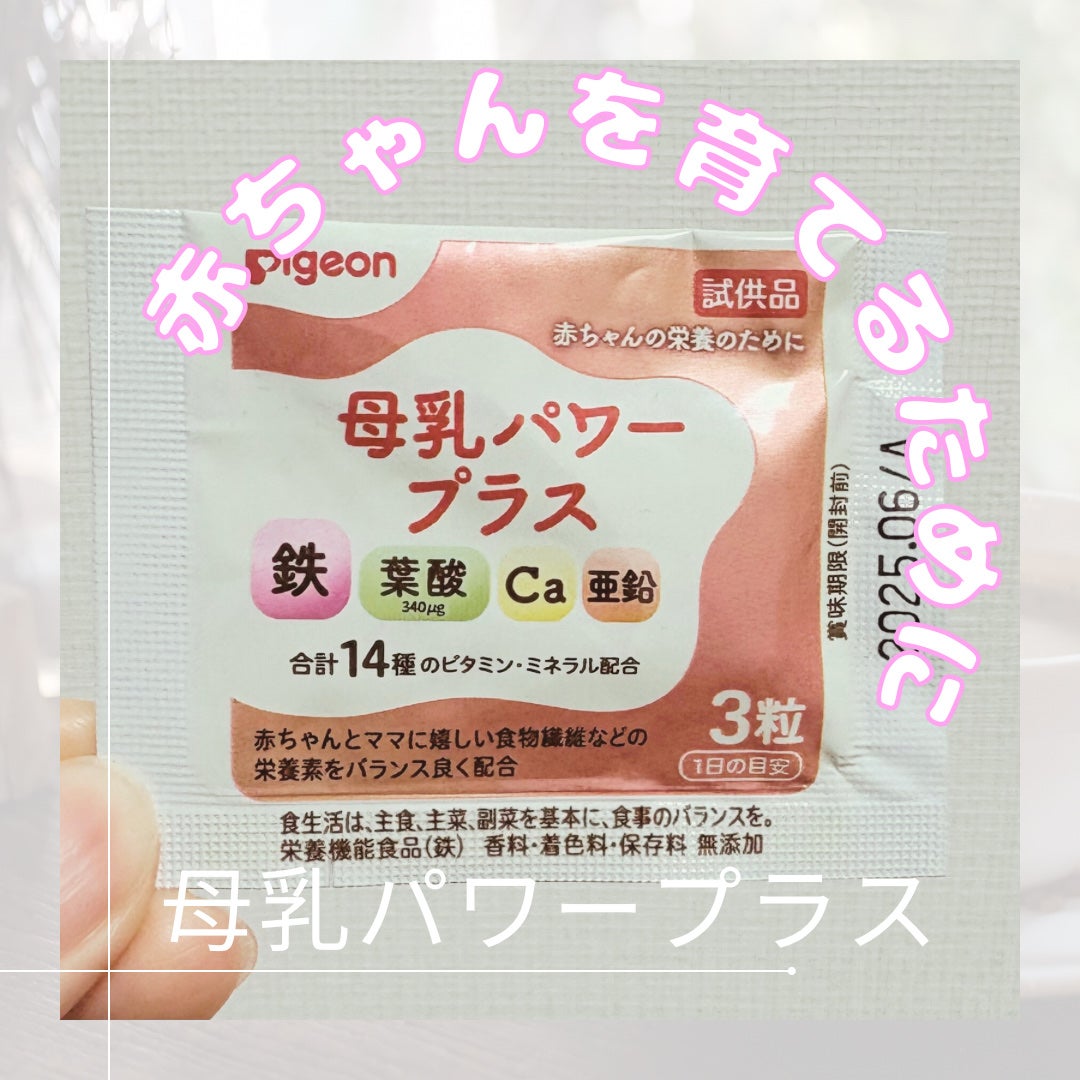 赤ちゃんを育てるために
Pigeon
試供品
赤ちゃんの栄養のために
母乳パワー
プラス
鉄
葉酸
340μg
Ca
亜鉛
合計14種のビタミン・ミネラル配合
3粒
1日の目安
赤ちゃんとママに嬉しい食物繊維などの
栄養素をバランス良く配合
賞味期限(開封前)
2025.06/A
食生活は、主食、主菜、副菜を基本に、食事のバランスを。
栄養機能食品(鉄) 香料・着色料・保存料 無添加
母乳パワープラス